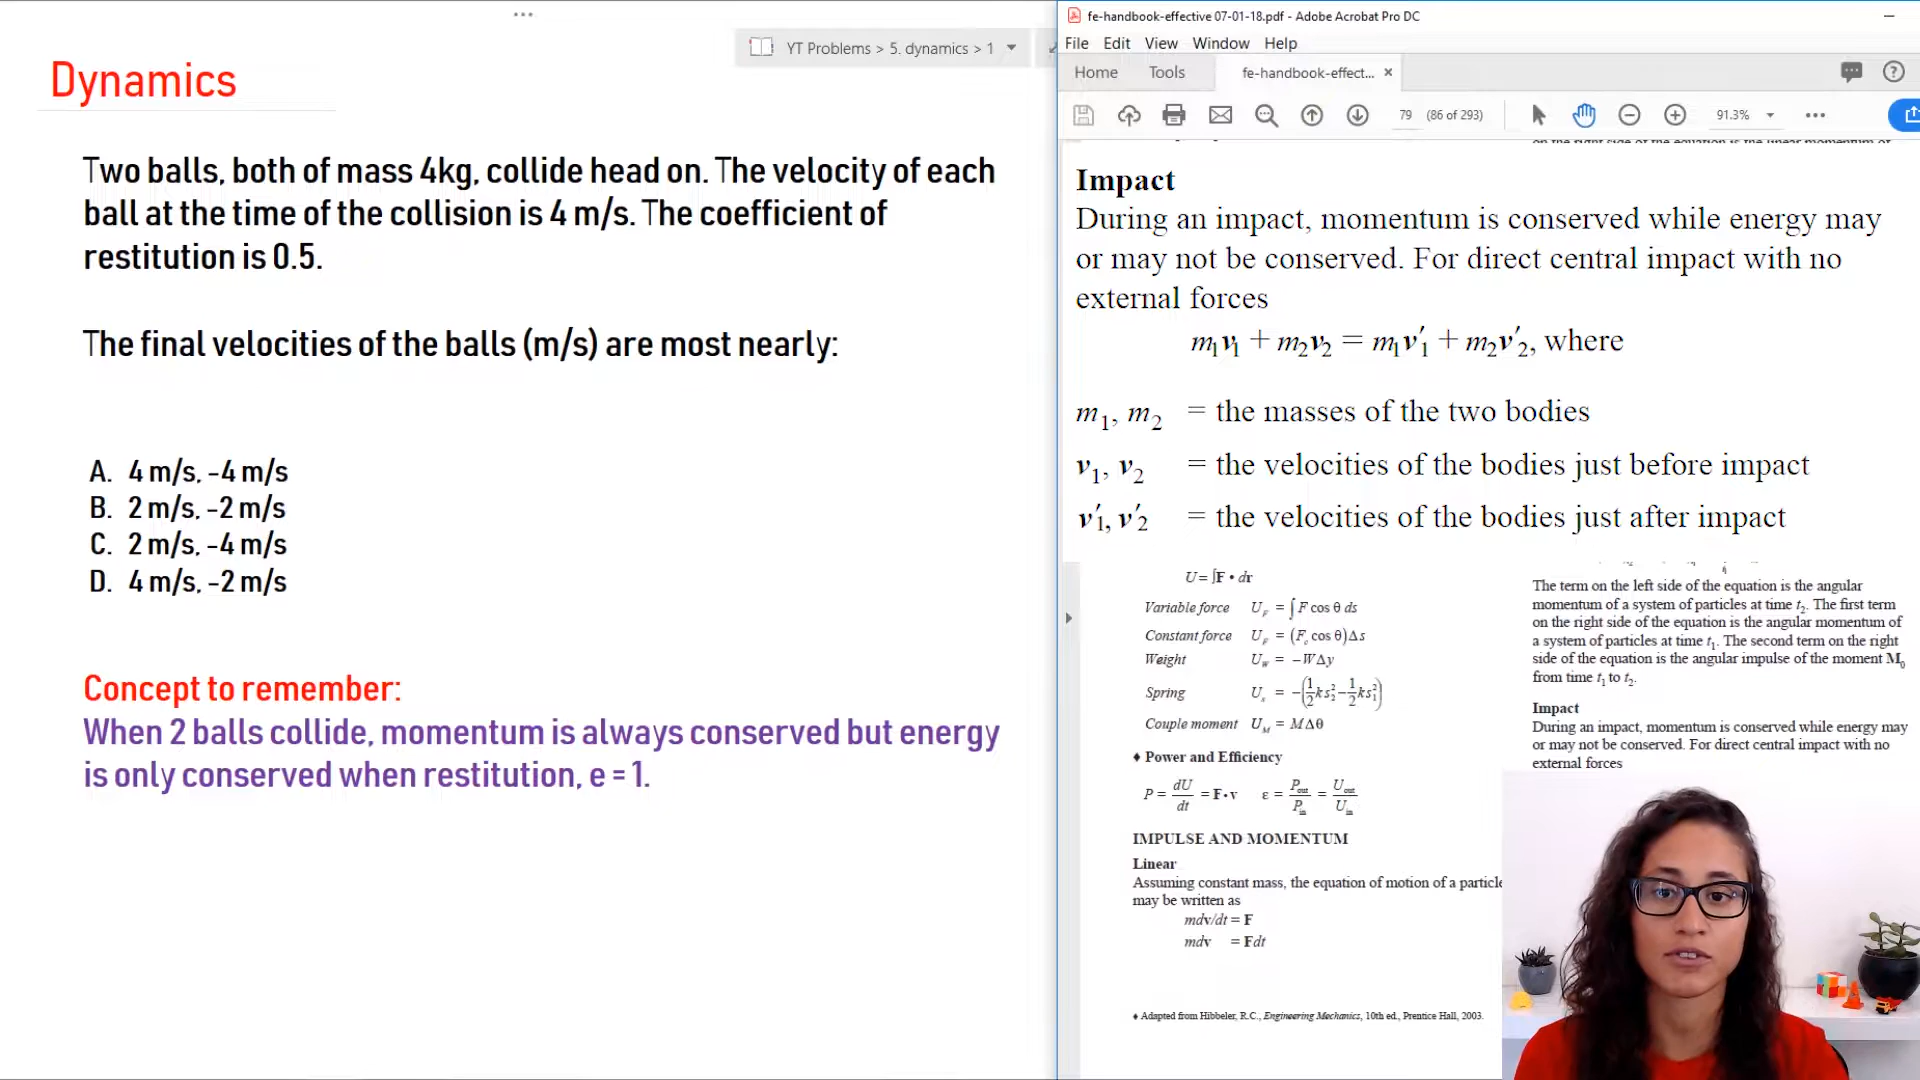 Dynamics
YT Problems > 5. dynamics > 1
Two balls, both of mass 4kg, collide head on. The velocity of each
ball at the time of the collision is 4 m/s. The coefficient of
restitution is 0.5.
The final velocities of the balls (m/s) are most nearly:
A. 4 m/s, -4 m/s
B. 2 m/s, -2 m/s
C. 2 m/s, -4 m/s
D. 4 m/s, -2 m/s
Concept to remember:
When 2 balls collide, momentum is always conserved but energy
is only conserved when restitution, e = 1.
fe-handbook-effective 07-01-18.pdf - Adobe Acrobat Pro DC
File Edit View Window Help
Home Tools fe-handbook-effect... ×
79 (86 of 293) 91.3%
on the right side of the equation is the linear momentum of
Impact
During an impact, momentum is conserved while energy may
or may not be conserved. For direct central impact with no
external forces
m₁v₁ + m₂v₂ = m₁v′₁ + m₂v′₂, where
m₁, m₂ = the masses of the two bodies
v₁, v₂ = the velocities of the bodies just before impact
v′₁, v′₂ = the velocities of the bodies just after impact
U = ∫F • dr
Variable force U_F = ∫F cos θ ds
Constant force U_F = (F_c cos θ)Δs
Weight U_W = −WΔy
Spring U_s = −(1/2 ks₂² − 1/2 ks₁²)
Couple moment U_M = MΔθ
♦ Power and Efficiency
P = dU/dt = F•v ε = P_out/P_in = U_out/U_in
IMPULSE AND MOMENTUM
Linear
Assuming constant mass, the equation of motion of a particle
may be written as
mdv/dt = F
mdv = Fdt
♦ Adapted from Hibbeler, R.C., Engineering Mechanics, 10th ed., Prentice Hall, 2003.
The term on the left side of the equation is the angular
momentum of a system of particles at time t₂. The first term
on the right side of the equation is the angular momentum of
a system of particles at time t₁. The second term on the right
side of the equation is the angular impulse of the moment M₀
from time t₁ to t₂.
Impact
During an impact, momentum is conserved while energy may
or may not be conserved. For direct central impact with no
external forces